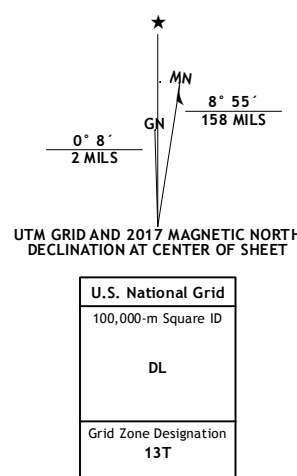 MN
GN
8° 55´
158 MILS
0° 8´
2 MILS
UTM GRID AND 2017 MAGNETIC NORTH
DECLINATION AT CENTER OF SHEET
U.S. National Grid
100,000-m Square ID
DL
Grid Zone Designation
13T